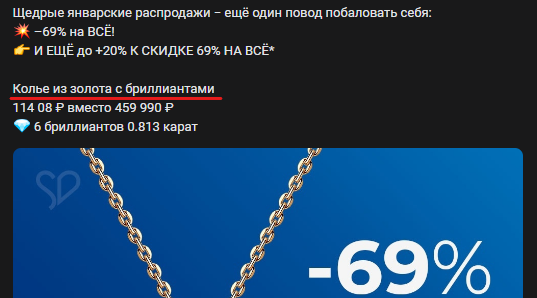 Щедрые январские распродажи – ещё один повод побаловать себя:
💥 –69% на ВСЁ!
👉 И ЕЩЁ до +20% К СКИДКЕ 69% НА ВСЁ*
Колье из золота с бриллиантами
114 08 ₽ вместо 459 990 ₽
💎 6 бриллиантов 0.813 карат
-69%